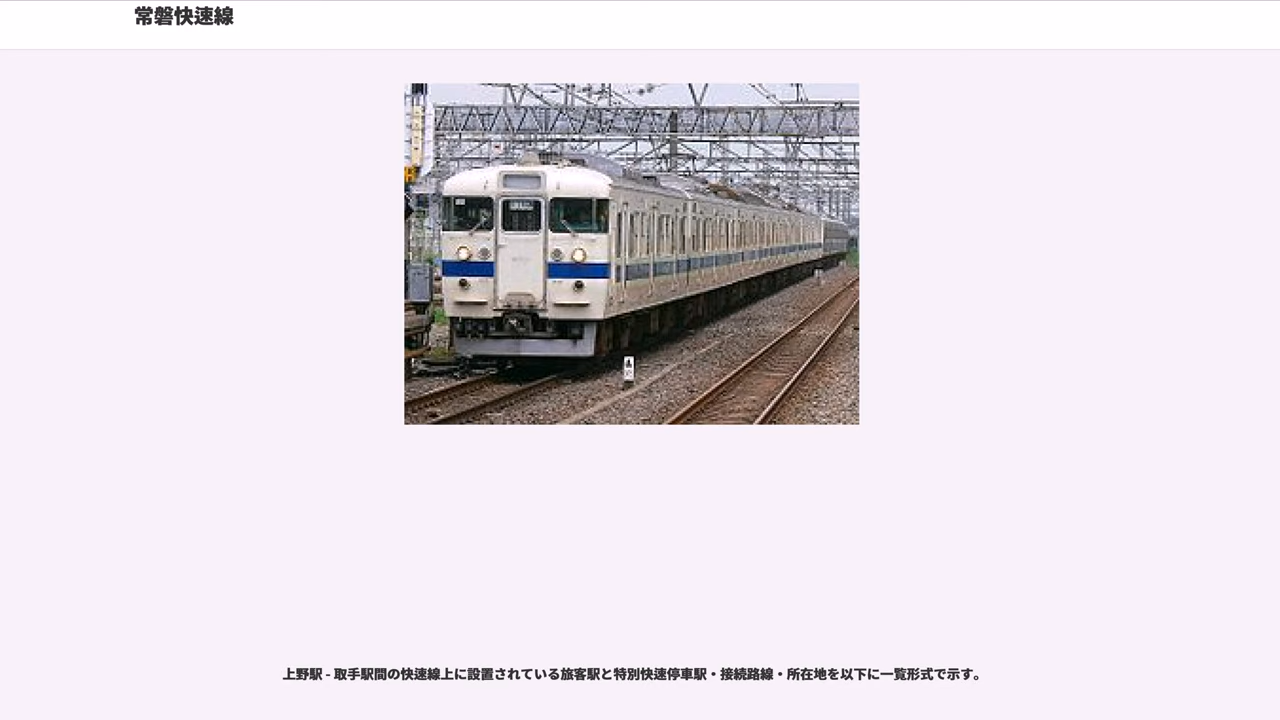 常磐快速線
上野駅 - 取手駅間の快速線上に設置されている旅客駅と特別快速停車駅・接続路線・所在地を以下に一覧形式で示す。